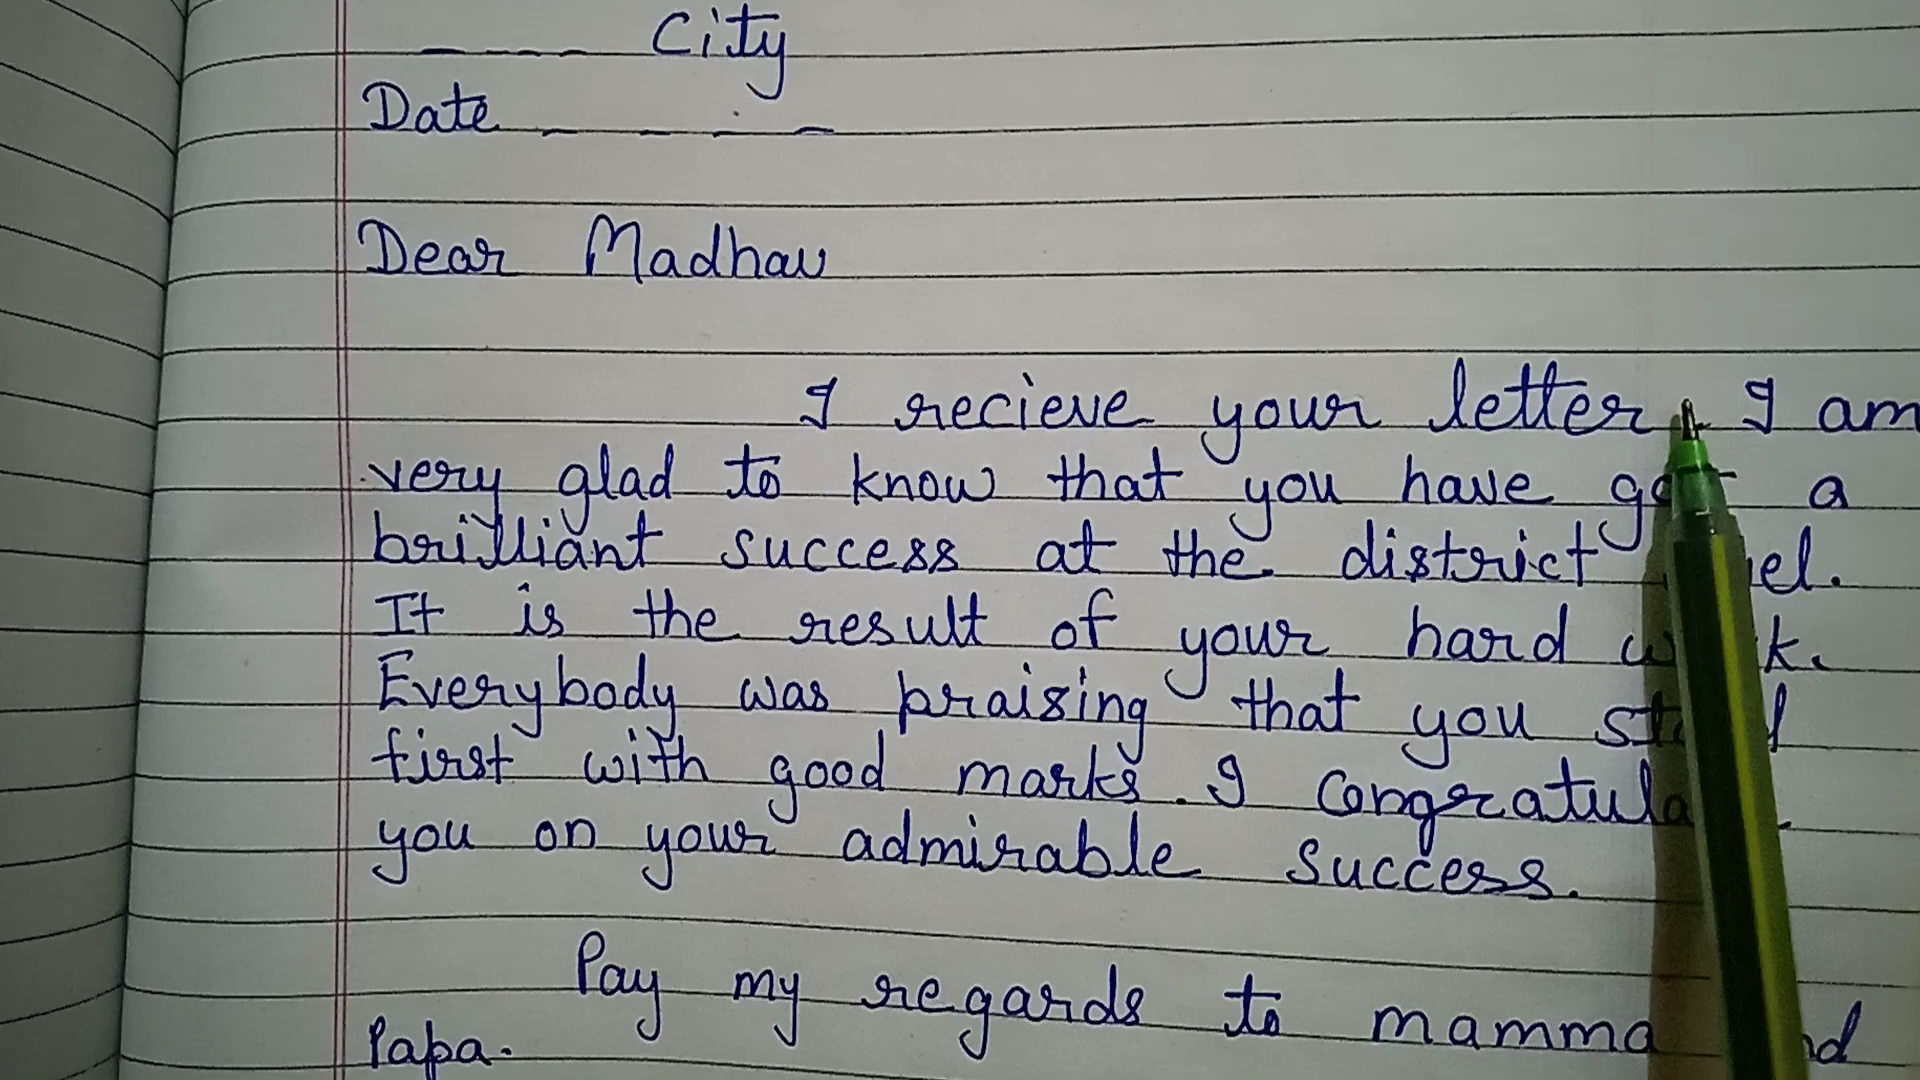 ---- City
Date ----
Dear Madhav
I recieve your letter. I am
very glad to know that you have got a
brilliant success at the district
It is the result of your hard
Everybody was praising that you
first with good marks. I
you on your admirable success.
Pay my regards to mamma
Papa.